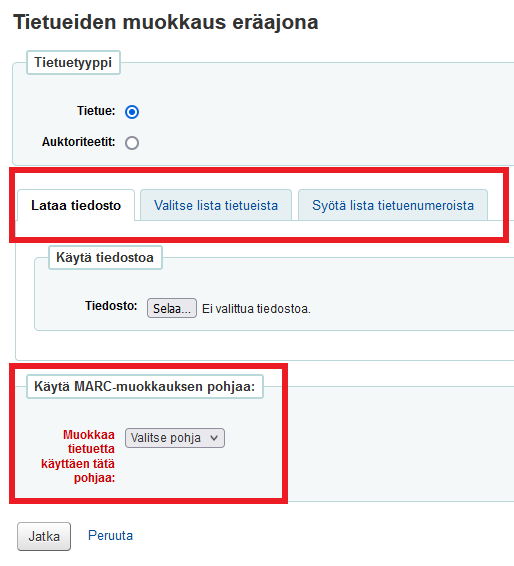 Tietueiden muokkaus eräajona
Tietuetyyppi
Tietue:
Auktoriteetit:
Lataa tiedosto
Valitse lista tietueista
Syötä lista tietuenumeroista
Käytä tiedostoa
Tiedosto: Selaa... Ei valittua tiedostoa.
Käytä MARC-muokkauksen pohjaa:
Muokkaa
tietuetta
käyttäen tätä
pohjaa:
Valitse pohja
Jatka Peruuta